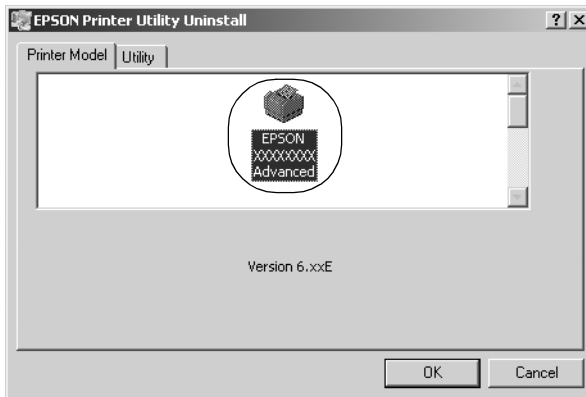 EPSON Printer Utility Uninstall
Printer Model Utility
EPSON
XXXXXXXX
Advanced
Version 6.xxE
OK Cancel